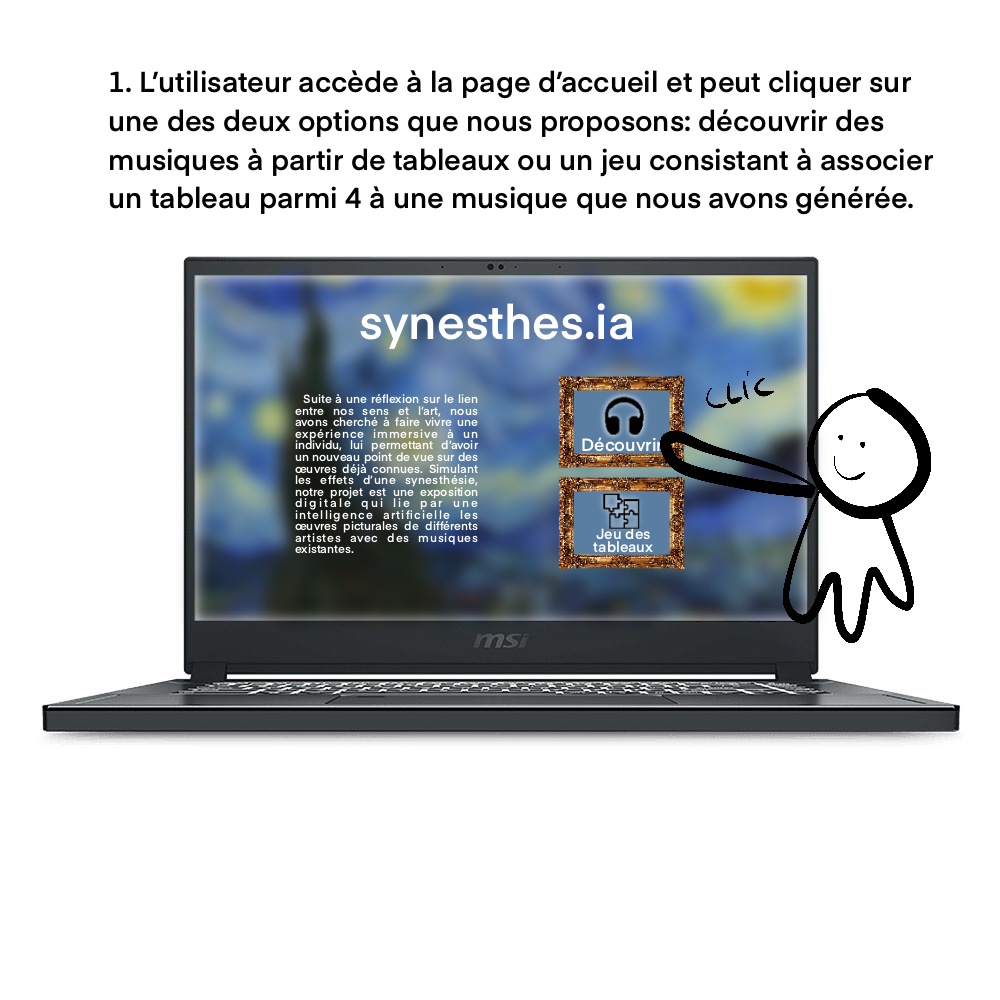 1. L’utilisateur accède à la page d’accueil et peut cliquer sur
une des deux options que nous proposons: découvrir des
musiques à partir de tableaux ou un jeu consistant à associer
un tableau parmi 4 à une musique que nous avons générée.
synesthes.ia
Suite à une réflexion sur le lien
entre nos sens et l’art, nous
avons cherché à faire vivre une
expérience immersive à un
individu, lui permettant d’avoir
un nouveau point de vue sur des
œuvres déjà connues. Simulant
les effets d’une synesthésie,
notre projet est une exposition
digitale qui lie par une
intelligence artificielle les
œuvres picturales de différents
artistes avec des musiques
existantes.
Découvrir
Jeu des
tableaux
CLIC
msi